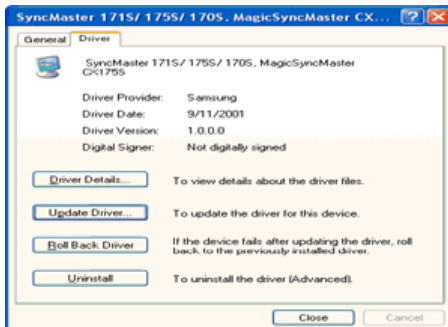 SyncMaster 171S/ 175S/ 170S, MagicSyncMaster CX...
General
Driver
SyncMaster 171S/ 175S/ 170S, MagicSyncMaster
CX175S
Driver Provider: Samsung
Driver Date: 9/11/2001
Driver Version: 1.0.0.0
Digital Signer: Not digitally signed
Driver Details... To view details about the driver files.
Update Driver... To update the driver for this device.
Roll Back Driver If the device fails after updating the driver, roll
back to the previously installed driver.
Uninstall To uninstall the driver (Advanced).
Close Cancel